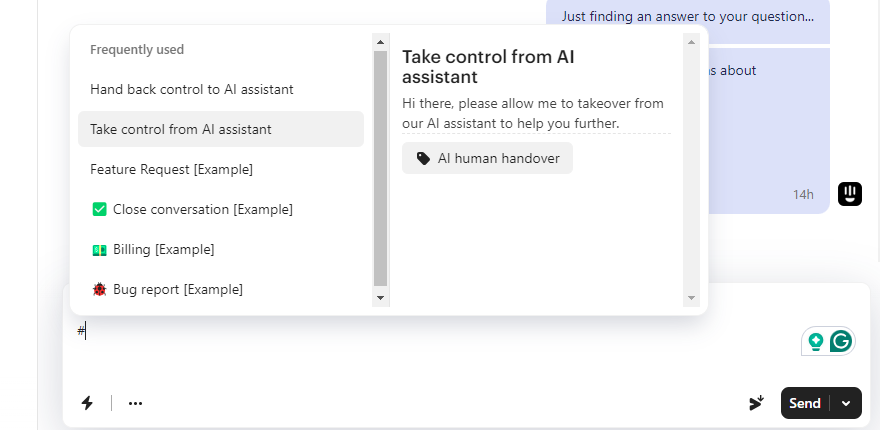 Just finding an answer to your question...
Frequently used
Hand back control to AI assistant
Take control from AI assistant
Feature Request [Example]
Close conversation [Example]
Billing [Example]
Bug report [Example]
Take control from AI
assistant
Hi there, please allow me to takeover from
our AI assistant to help you further.
AI human handover
about
14h
#
Send